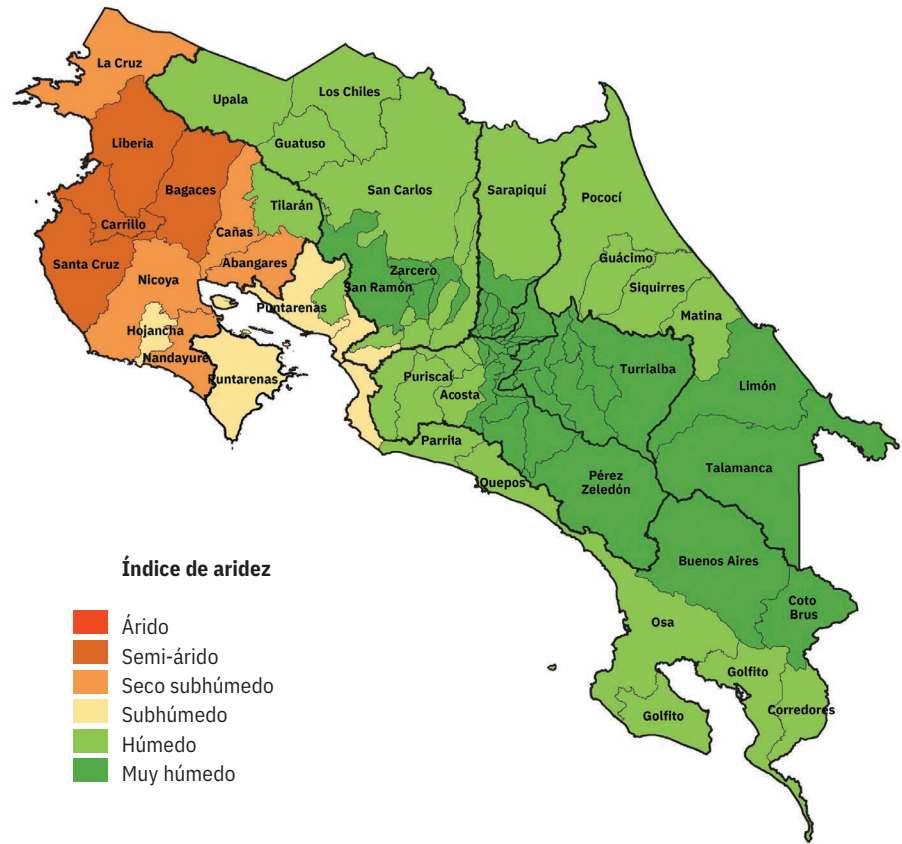 La Cruz
Upala
Los Chiles
Liberia
Guatuso
Bagaces
San Carlos
Sarapiquí
Pococí
Tilarán
Carrillo
Cañas
Santa Cruz
Abangares
Zarcero
Guácimo
Nicoya
San Ramón
Siquirres
Puntarenas
Matina
Hojancha
Nandayure
Puntarenas
Turrialba
Puriscal
Limón
Acosta
Parrita
Talamanca
Quepos
Pérez
Zeledón
Buenos Aires
Coto
Brus
Osa
Golfito
Golfito
Corredores
Índice de aridez
Árido
Semi-árido
Seco subhúmedo
Subhúmedo
Húmedo
Muy húmedo